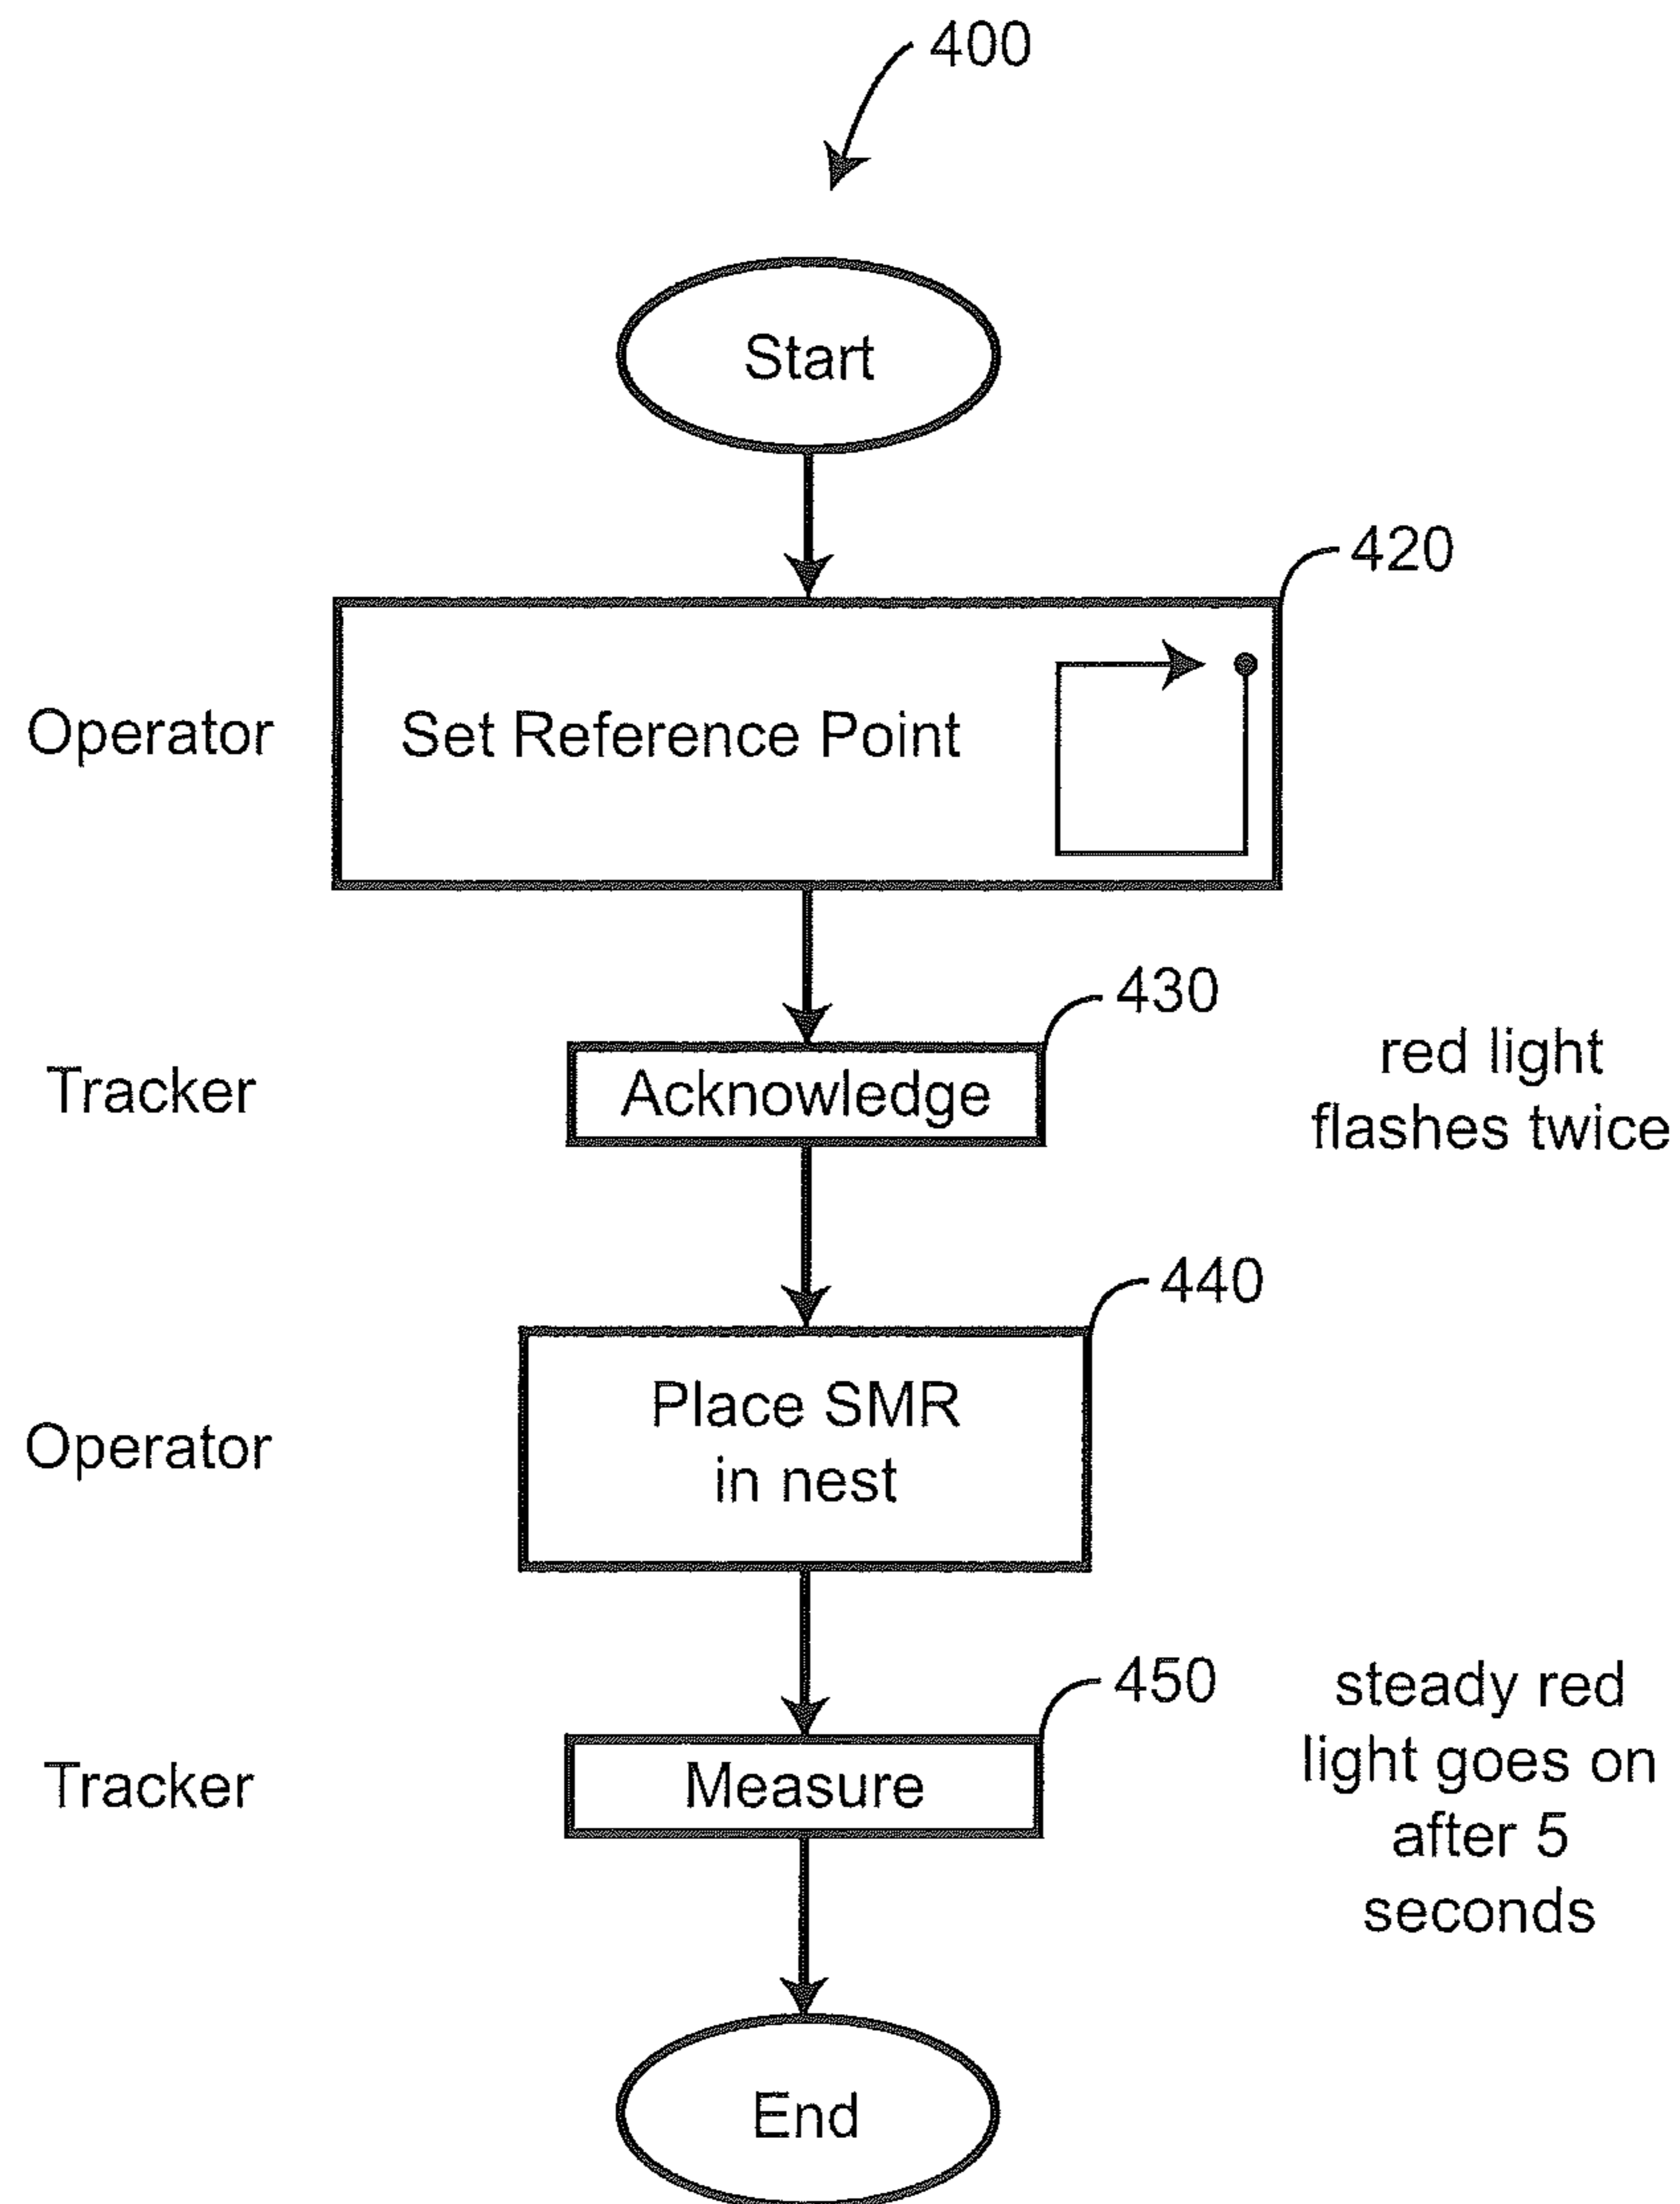 400
Start
420
Operator
Set Reference Point
430
Tracker
Acknowledge
red light
flashes twice
440
Operator
Place SMR
in nest
450
Tracker
Measure
steady red
light goes on
after 5
seconds
End